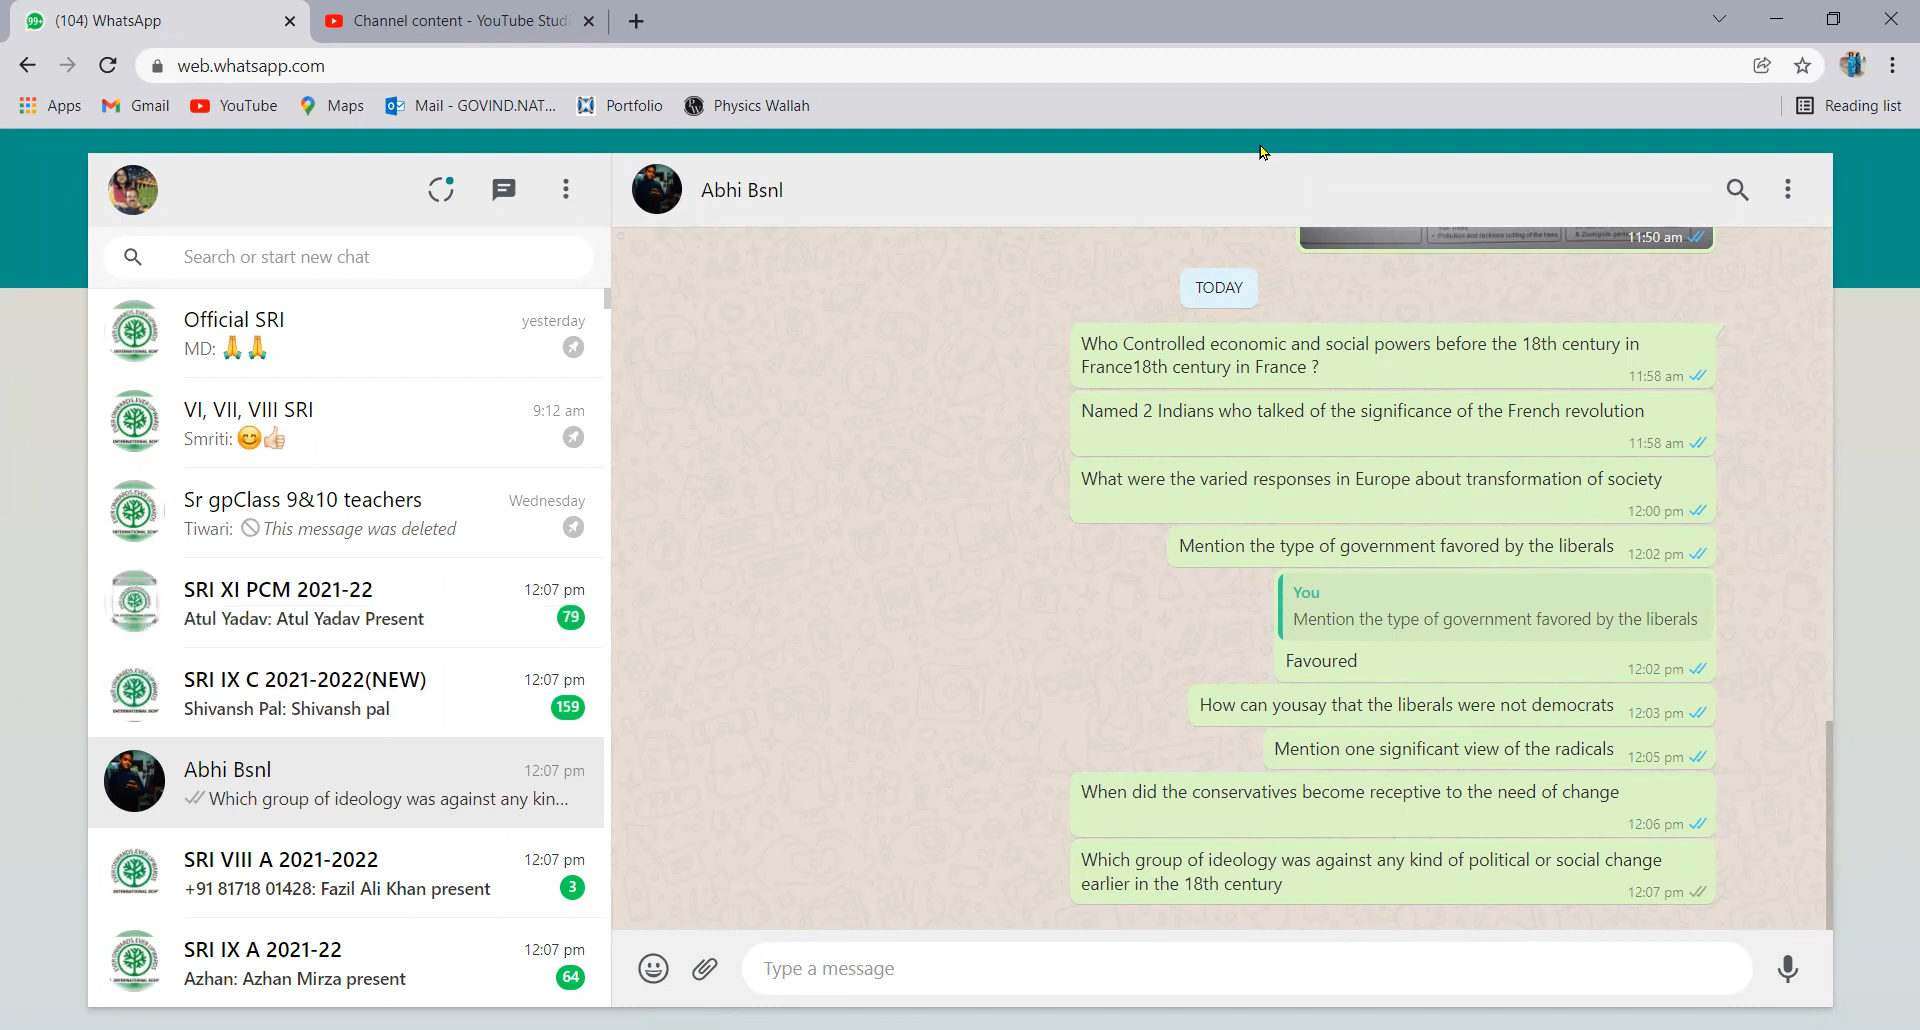 (104) WhatsApp
Channel content - YouTube Studi
web.whatsapp.com
Apps
Gmail
YouTube
Maps
Mail - GOVIND.NAT...
Portfolio
Physics Wallah
Reading list
Abhi Bsnl
Search or start new chat
Official SRI
yesterday
MD: 🙏 🙏
VI, VII, VIII SRI
9:12 am
Smriti: 😊👍🏻
Sr gpClass 9&10 teachers
Wednesday
Tiwari: 🚫 This message was deleted
SRI XI PCM 2021-22
12:07 pm
Atul Yadav: Atul Yadav Present
79
SRI IX C 2021-2022(NEW)
12:07 pm
Shivansh Pal: Shivansh pal
159
Abhi Bsnl
12:07 pm
Which group of ideology was against any kin...
SRI VIII A 2021-2022
12:07 pm
+91 81718 01428: Fazil Ali Khan present
3
SRI IX A 2021-22
12:07 pm
Azhan: Azhan Mirza present
64
Pollution and reckless cutting of the trees
11:50 am
TODAY
Who Controlled economic and social powers before the 18th century in
France18th century in France ?
11:58 am
Named 2 Indians who talked of the significance of the French revolution
11:58 am
What were the varied responses in Europe about transformation of society
12:00 pm
Mention the type of government favored by the liberals
12:02 pm
You
Mention the type of government favored by the liberals
Favoured
12:02 pm
How can yousay that the liberals were not democrats
12:03 pm
Mention one significant view of the radicals
12:05 pm
When did the conservatives become receptive to the need of change
12:06 pm
Which group of ideology was against any kind of political or social change
earlier in the 18th century
12:07 pm
Type a message